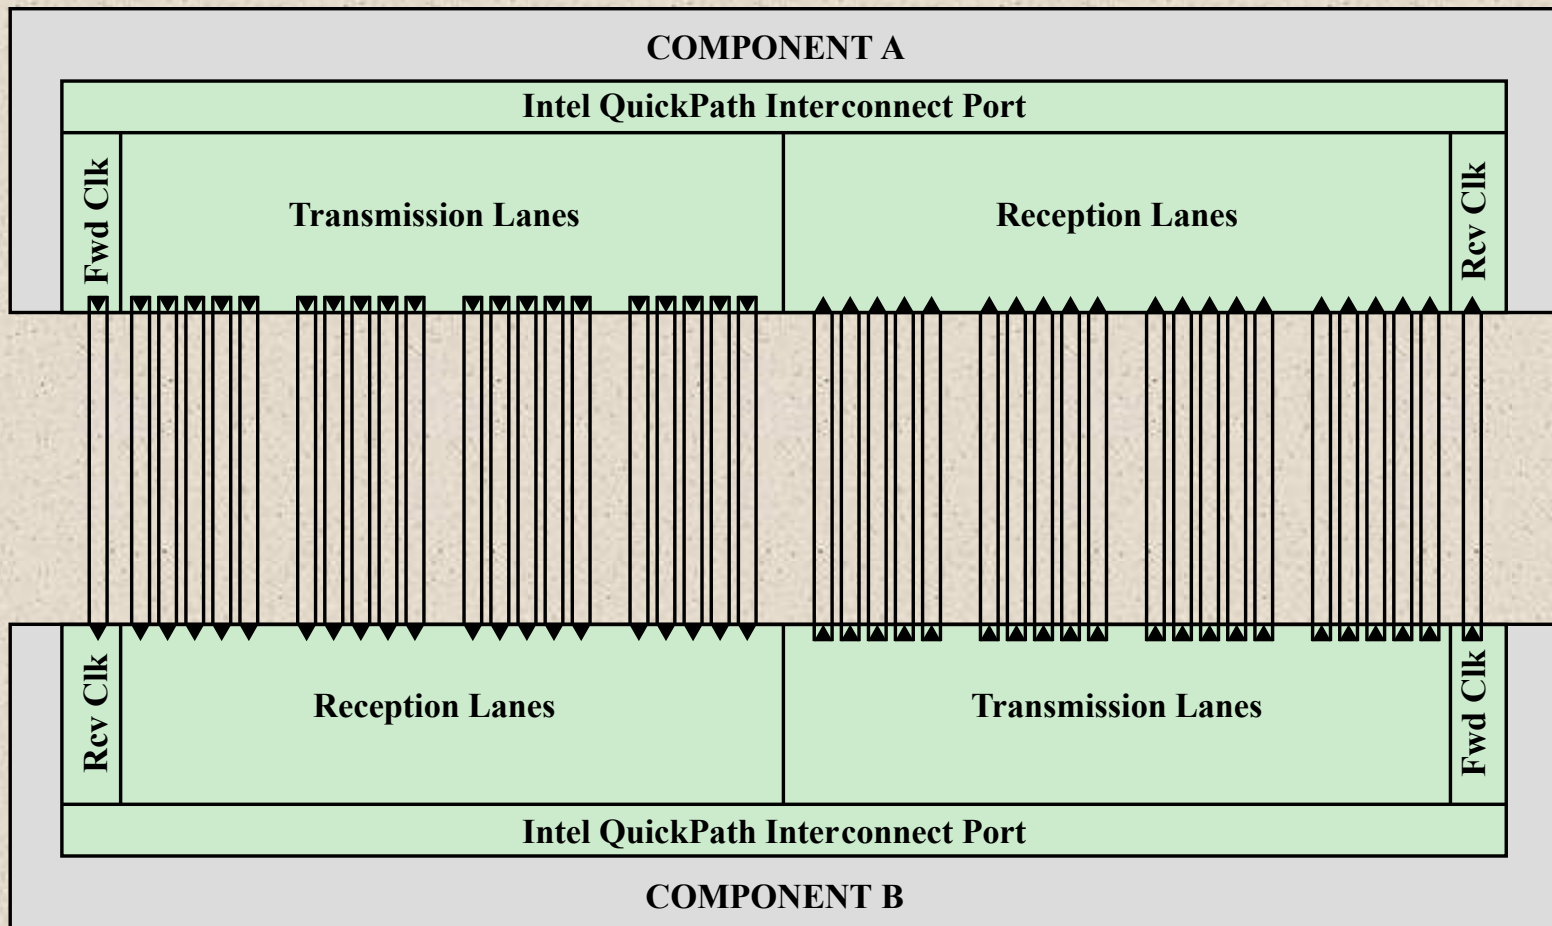 COMPONENT A
Intel QuickPath Interconnect Port
Fwd Clk
Transmission Lanes
Reception Lanes
Rcv Clk
Rcv Clk
Reception Lanes
Transmission Lanes
Fwd Clk
Intel QuickPath Interconnect Port
COMPONENT B